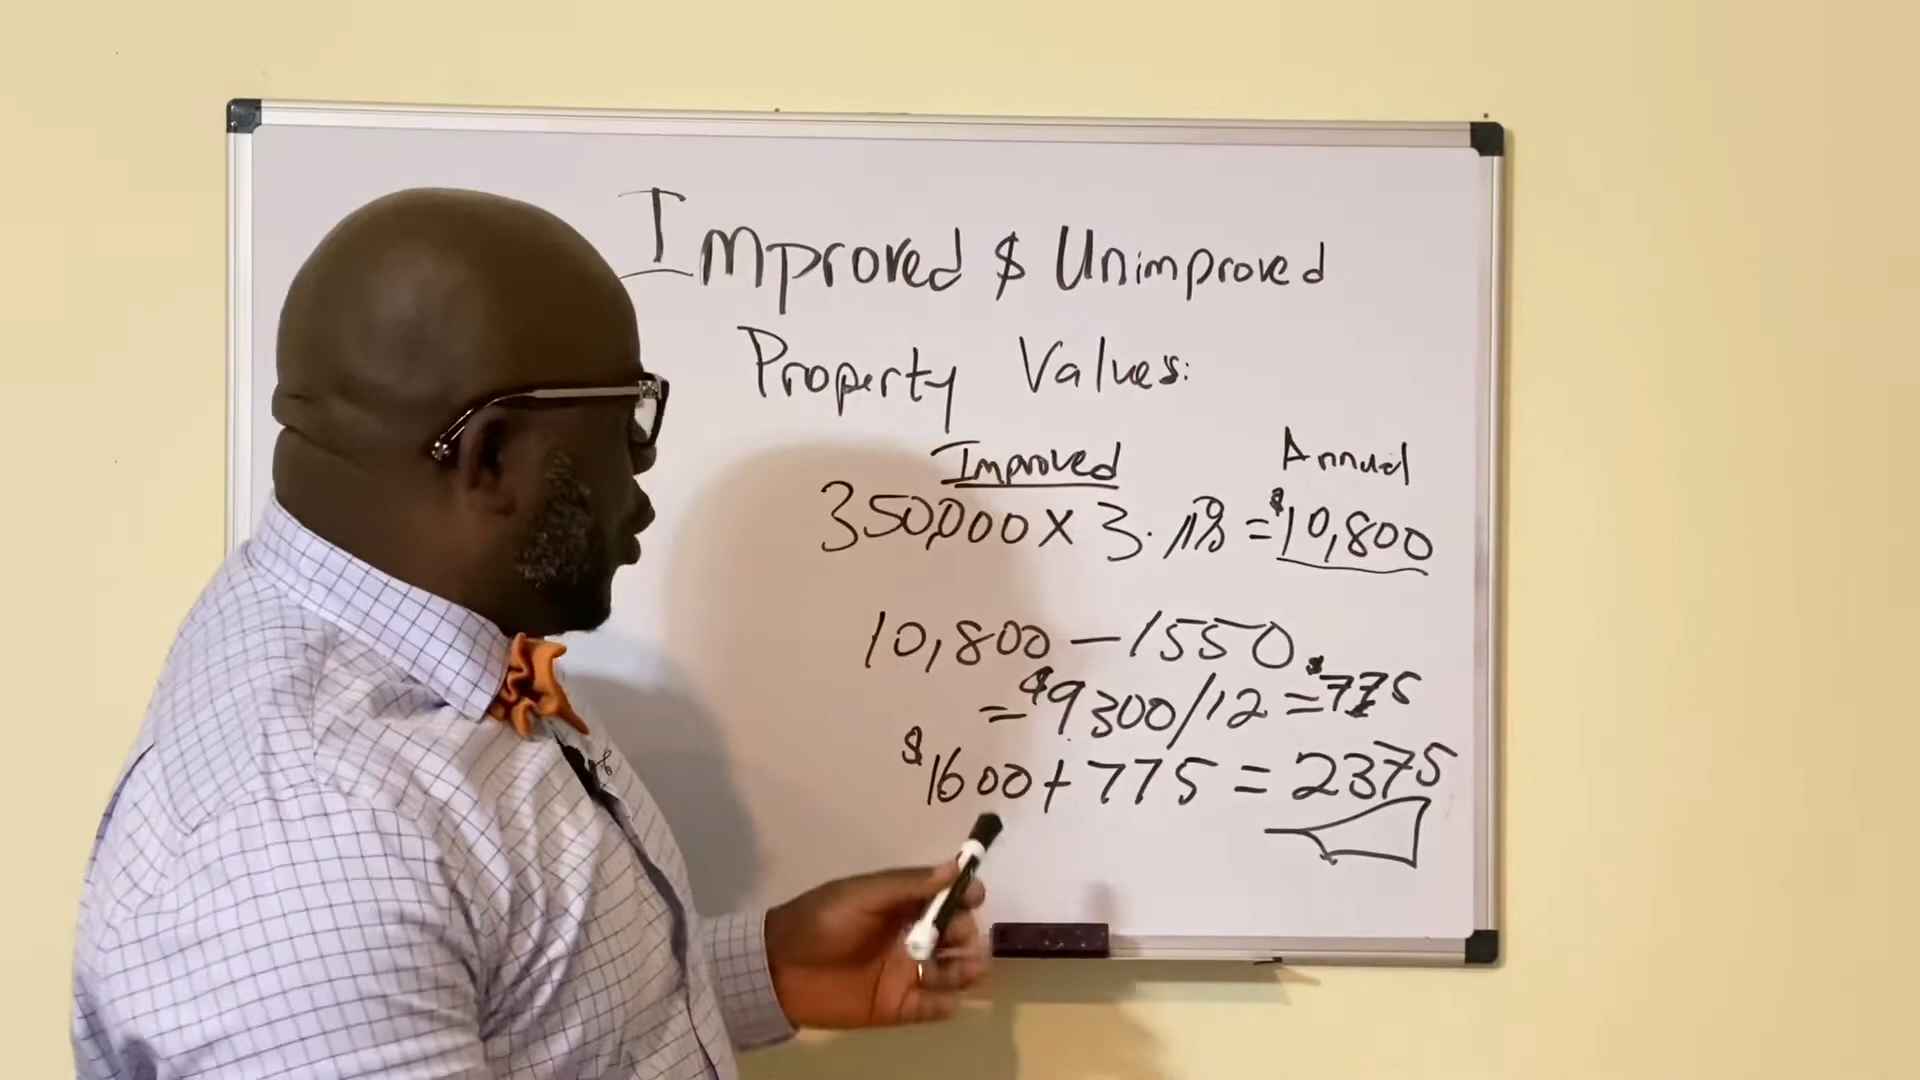 Improved $ Unimproved
Property Values:
Improved Annual
350,000 X 3. = $10,800
10,800 - 1550
= $9300/12 = $775
$1600 + 775 = 2375